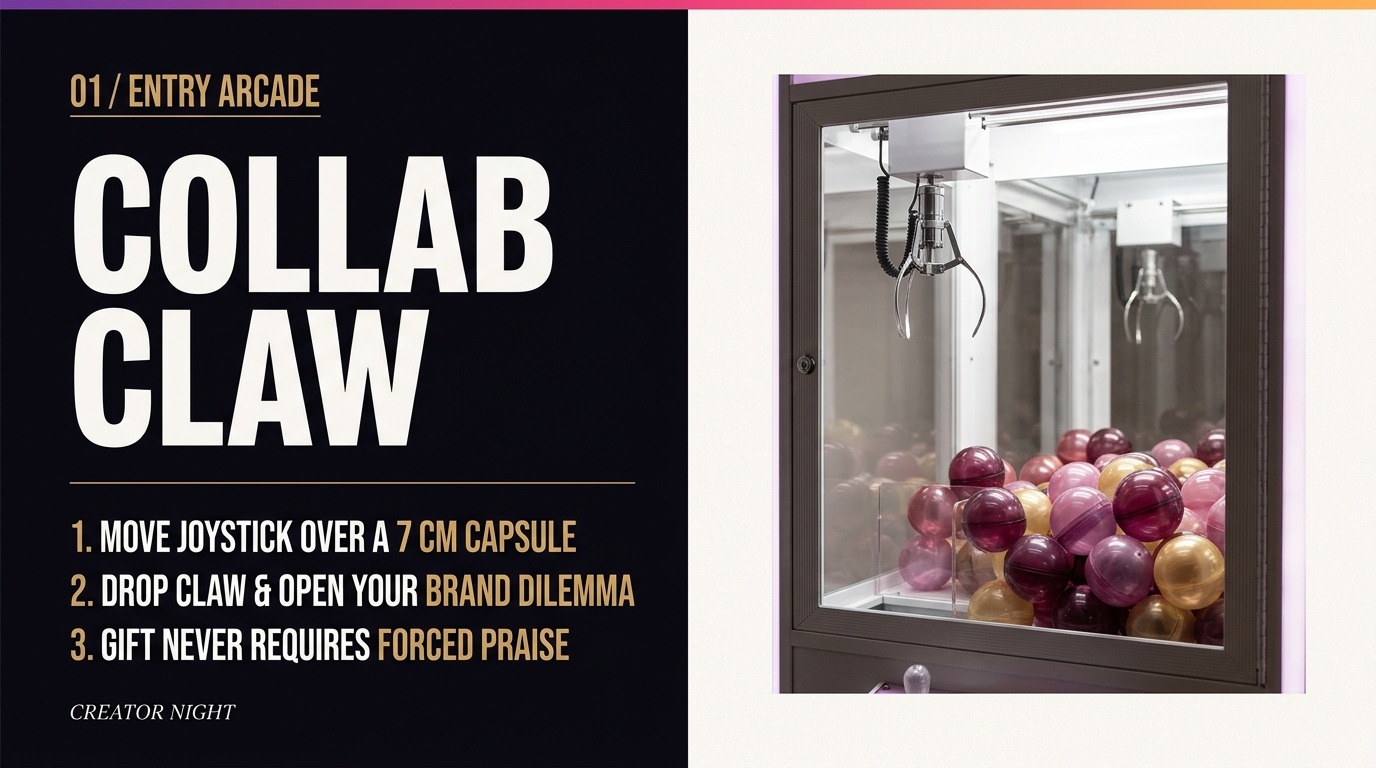 01 / ENTRY ARCADE
COLLAB
CLAW
1. MOVE JOYSTICK OVER A 7 CM CAPSULE
2. DROP CLAW & OPEN YOUR BRAND DILEMMA
3. GIFT NEVER REQUIRES FORCED PRAISE
CREATOR NIGHT